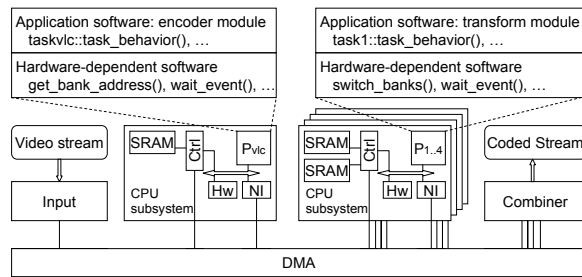 Application software: encoder module
taskvlc::task_behavior(), …
Hardware-dependent software
get_bank_address(), wait_event(), …
Application software: transform module
task1::task_behavior(), …
Hardware-dependent software
switch_banks(), wait_event(), …
Video stream
Input
SRAM
Ctrl
Pvlc
CPU
subsystem
Hw
NI
SRAM
SRAM
Ctrl
P1..4
CPU
subsystem
Hw
NI
Coded Stream
Combiner
DMA